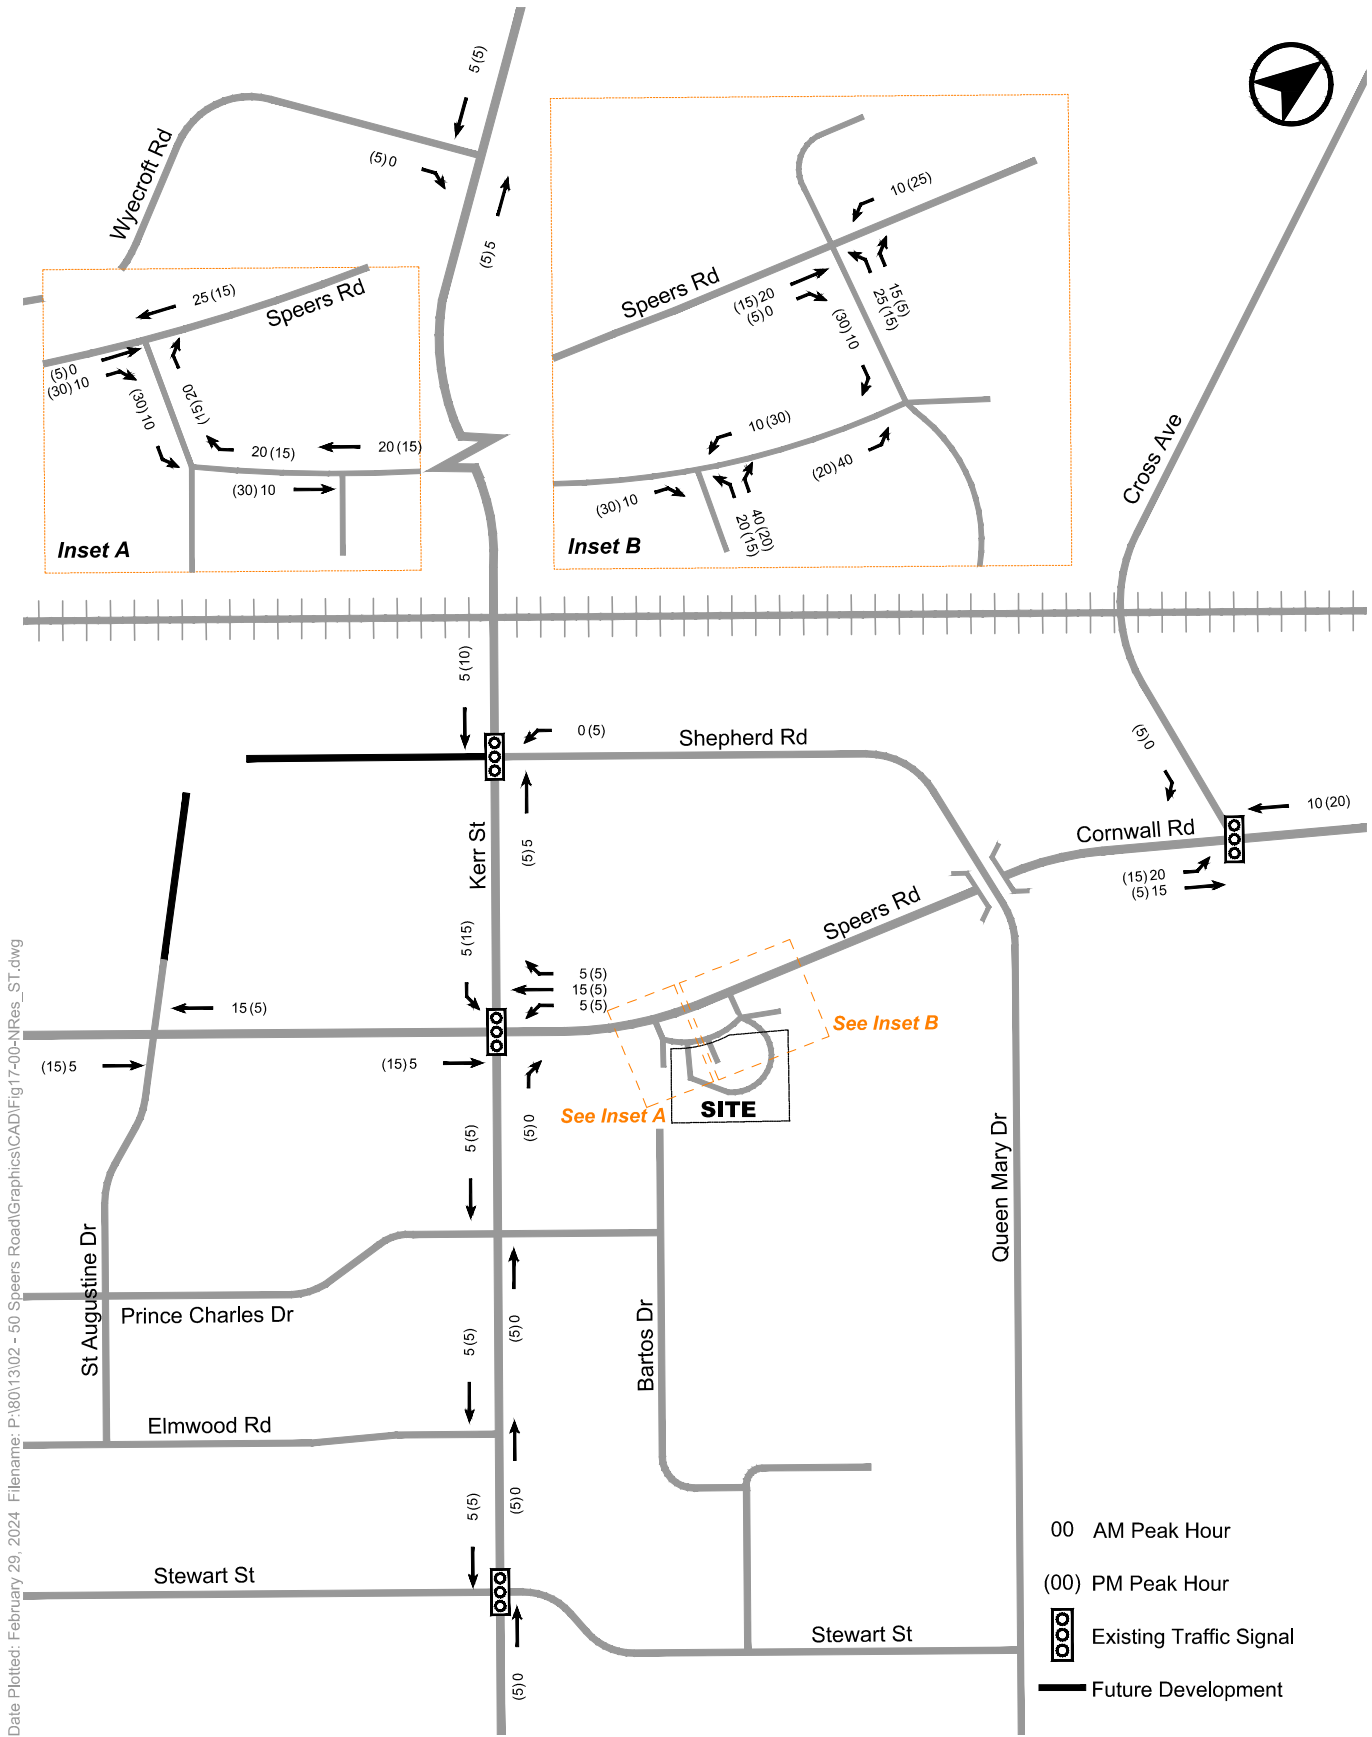 5 (5)
Wyecroft Rd
(5) 0
(5) 5
25 (15)
Speers Rd
(5) 0
(30) 10
(30) 10
(15) 20
20 (15)
20 (15)
(30) 10
Inset A
10 (25)
Speers Rd
(15) 20
(5) 0
15 (5)
25 (15)
(30) 10
10 (30)
(20) 40
(30) 10
40 (20)
20 (15)
Inset B
Cross Ave
5 (10)
0 (5)
Shepherd Rd
(5) 5
Kerr St
(5) 0
10 (20)
Cornwall Rd
(15) 20
(5) 15
Speers Rd
5 (15)
5 (5)
15 (5)
5 (5)
15 (5)
(15) 5
(15) 5
(5) 0
See Inset B
See Inset A
SITE
5 (5)
Queen Mary Dr
St Augustine Dr
Prince Charles Dr
(5) 0
5 (5)
Bartos Dr
Elmwood Rd
(5) 0
5 (5)
Stewart St
Stewart St
(5) 0
00 AM Peak Hour
(00) PM Peak Hour
Existing Traffic Signal
Future Development
Date Plotted: February 29, 2024 Filename: P:\80\13\02 - 50 Speers Road\Graphics\CAD\Fig17-00-NRes_ST.dwg